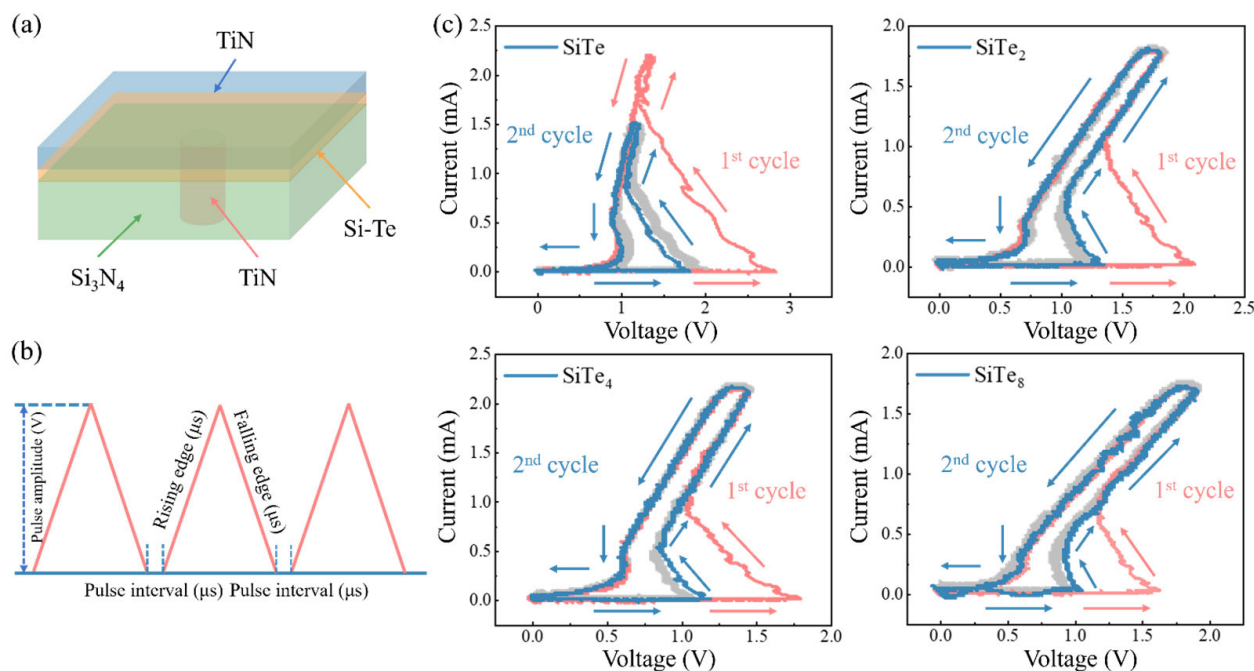 (a)
TiN
Si-Te
Si₃N₄
TiN
(b)
Pulse amplitude (V)
Rising edge (μs)
Falling edge (μs)
Pulse interval (μs) Pulse interval (μs)
(c)
SiTe
2nd cycle
1st cycle
Current (mA)
2.5
2.0
1.5
1.0
0.5
0.0
0
1
2
3
Voltage (V)
SiTe₂
2nd cycle
1st cycle
Current (mA)
2.0
1.5
1.0
0.5
0.0
0.0
0.5
1.0
1.5
2.0
2.5
Voltage (V)
SiTe₄
2nd cycle
1st cycle
Current (mA)
2.5
2.0
1.5
1.0
0.5
0.0
0.0
0.5
1.0
1.5
2.0
Voltage (V)
SiTe₈
2nd cycle
1st cycle
Current (mA)
2.0
1.5
1.0
0.5
0.0
0.0
0.5
1.0
1.5
2.0
Voltage (V)